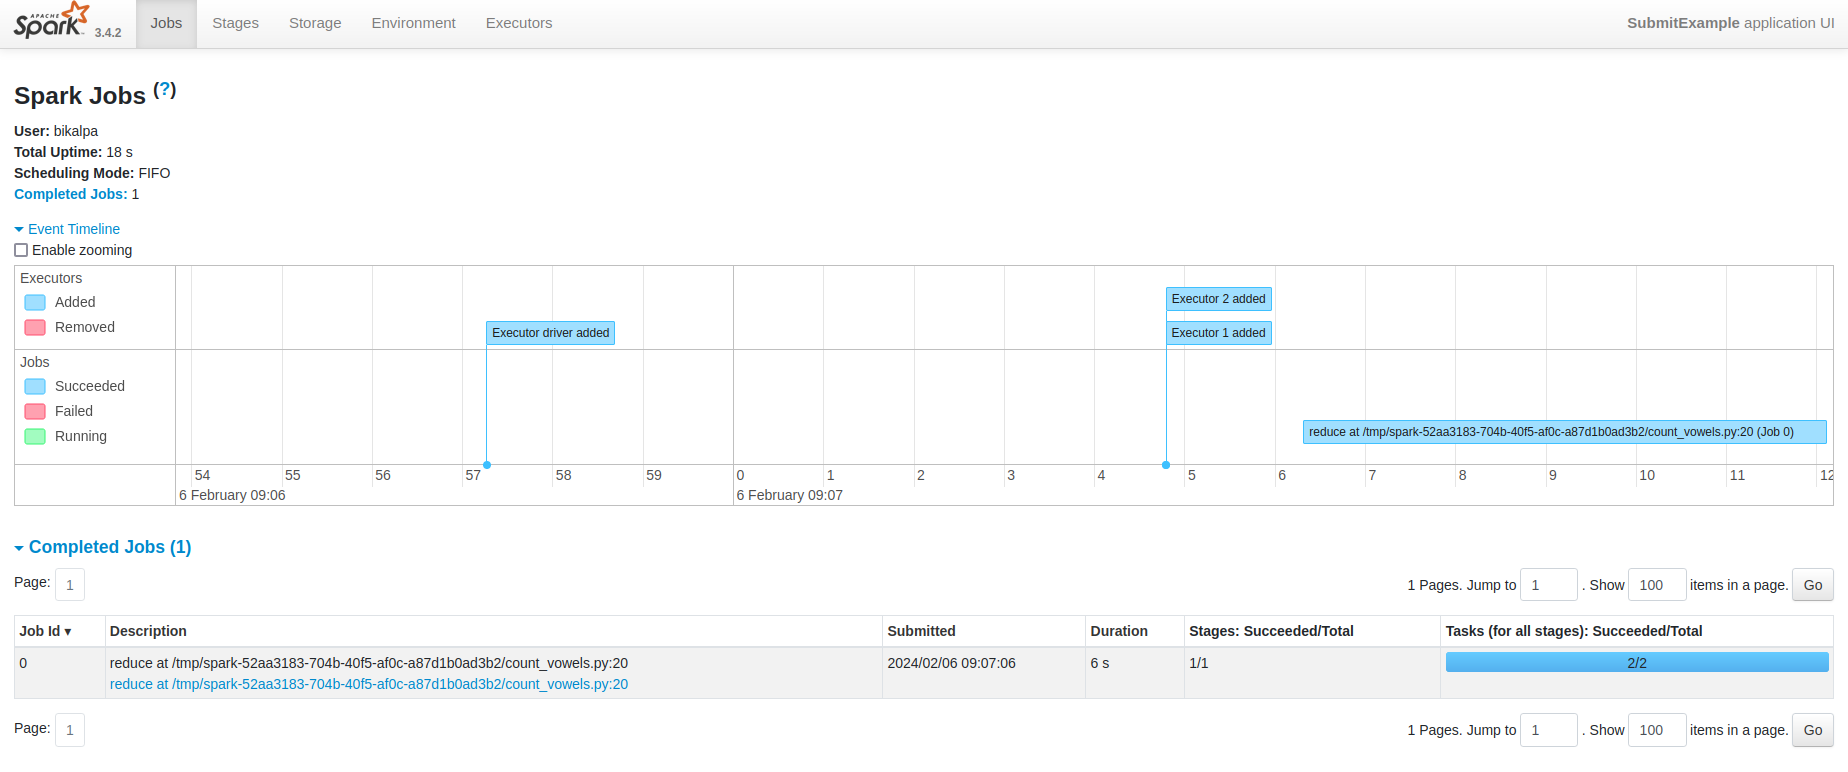 APACHE Spark 3.4.2 Jobs Stages Storage Environment Executors SubmitExample application UI
Spark Jobs (?)
User: bikalpa
Total Uptime: 18 s
Scheduling Mode: FIFO
Completed Jobs: 1
Event Timeline
Enable zooming
Executors
Added
Removed
Executor driver added
Executor 2 added
Executor 1 added
Jobs
Succeeded
Failed
Running
reduce at /tmp/spark-52aa3183-704b-40f5-af0c-a87d1b0ad3b2/count_vowels.py:20 (Job 0)
54 55 56 57 58 59 0 1 2 3 4 5 6 7 8 9 10 11 12
6 February 09:06 6 February 09:07
Completed Jobs (1)
Page: 1 1 Pages. Jump to 1 . Show 100 items in a page. Go
Job Id ▾ Description Submitted Duration Stages: Succeeded/Total Tasks (for all stages): Succeeded/Total
0 reduce at /tmp/spark-52aa3183-704b-40f5-af0c-a87d1b0ad3b2/count_vowels.py:20 2024/02/06 09:07:06 6 s 1/1 2/2
reduce at /tmp/spark-52aa3183-704b-40f5-af0c-a87d1b0ad3b2/count_vowels.py:20
Page: 1 1 Pages. Jump to 1 . Show 100 items in a page. Go